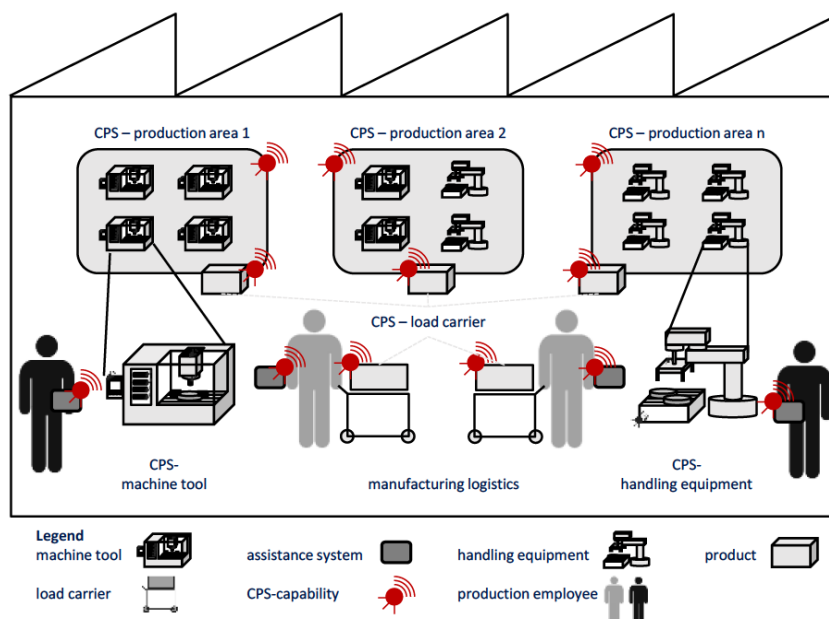 CPS – production area 1
CPS – production area 2
CPS – production area n
CPS – load carrier
CPS-
machine tool
manufacturing logistics
CPS-
handling equipment
Legend
machine tool
assistance system
handling equipment
product
load carrier
CPS-capability
production employee